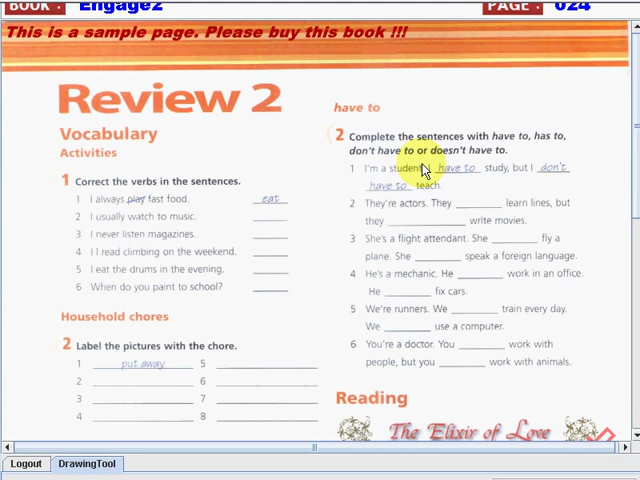 BOOK : Engage2 PAGE : 024
This is a sample page. Please buy this book !!!
Review 2
Vocabulary
Activities
1 Correct the verbs in the sentences.
1 I always play fast food. eat
2 I usually watch to music.
3 I never listen magazines.
4 I I read climbing on the weekend.
5 I eat the drums in the evening.
6 When do you paint to school?
Household chores
2 Label the pictures with the chore.
1 put away 5
2 6
3 7
4 8
have to
2 Complete the sentences with have to, has to,
don't have to or doesn't have to.
1 I'm a student. I have to study, but I don't
have to teach.
2 They're actors. They learn lines, but
they write movies.
3 She's a flight attendant. She fly a
plane. She speak a foreign language.
4 He's a mechanic. He work in an office.
He fix cars.
5 We're runners. We train every day.
We use a computer.
6 You're a doctor. You work with
people, but you work with animals.
Reading
The Elixir of Love
Logout DrawingTool